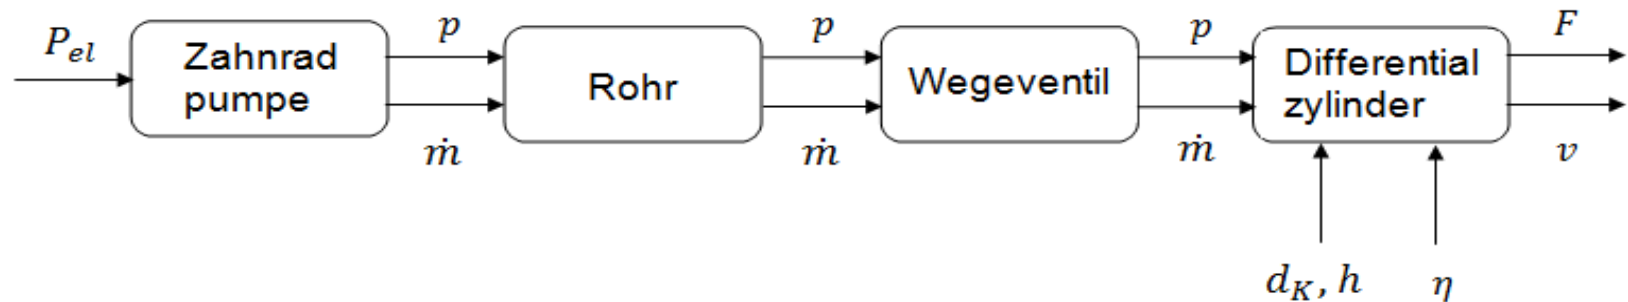 P_el
Zahnrad
pumpe
p
ṁ
Rohr
p
ṁ
Wegeventil
p
ṁ
Differential
zylinder
F
v
d_K, h
η